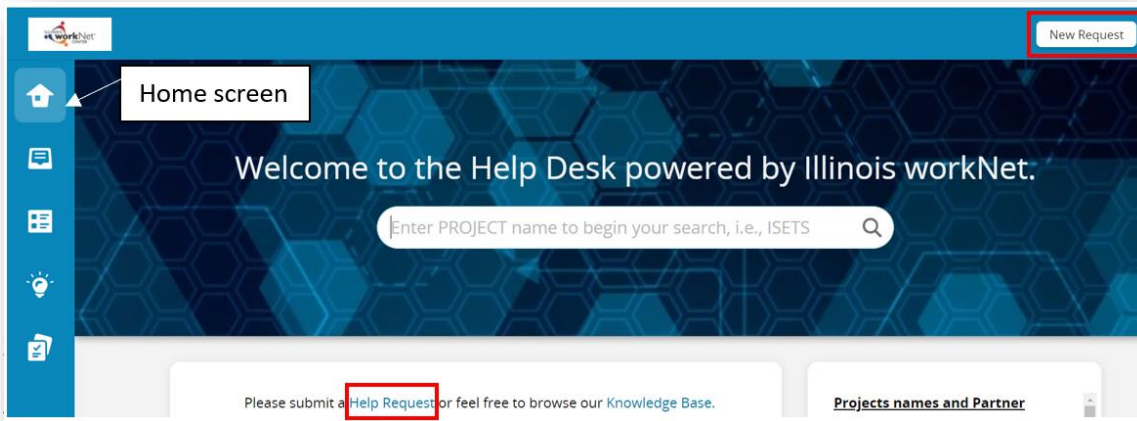 workNet
CENTER
New Request
Home screen
Welcome to the Help Desk powered by Illinois workNet.
Enter PROJECT name to begin your search, i.e., ISETS
Please submit a Help Request or feel free to browse our Knowledge Base.
Projects names and Partner